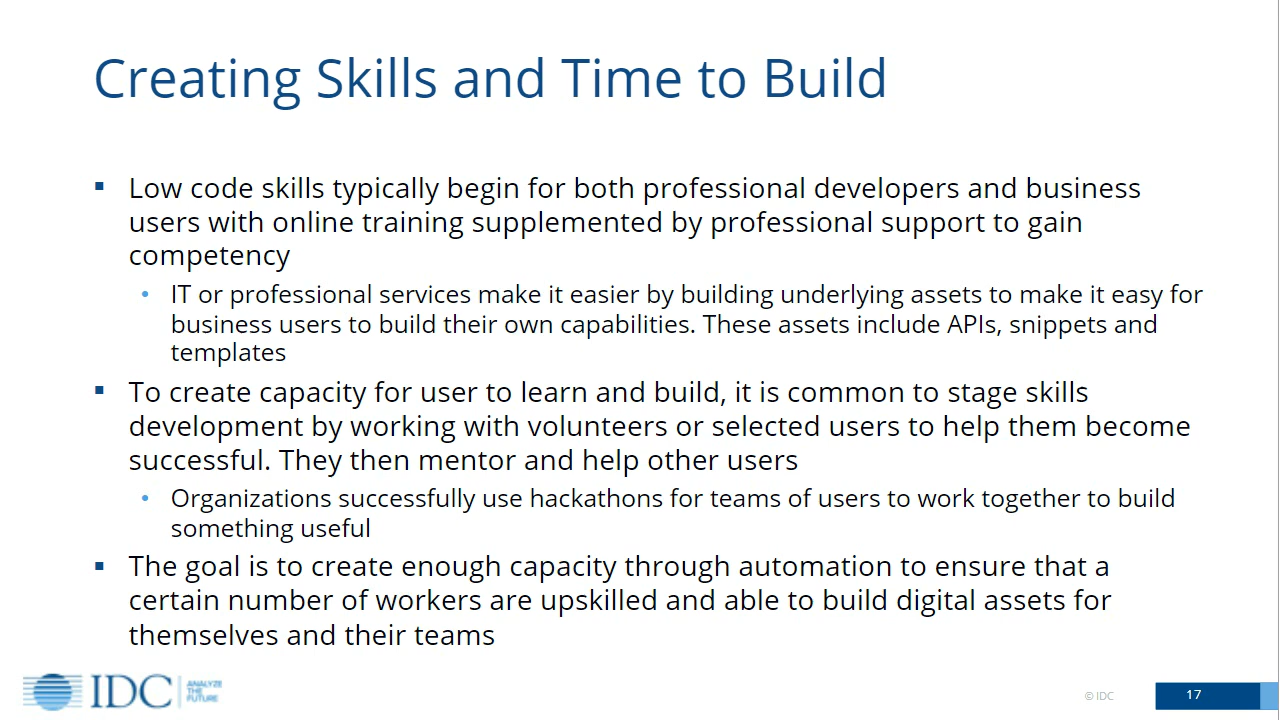 Creating Skills and Time to Build
▪ Low code skills typically begin for both professional developers and business
users with online training supplemented by professional support to gain
competency
• IT or professional services make it easier by building underlying assets to make it easy for
business users to build their own capabilities. These assets include APIs, snippets and
templates
▪ To create capacity for user to learn and build, it is common to stage skills
development by working with volunteers or selected users to help them become
successful. They then mentor and help other users
• Organizations successfully use hackathons for teams of users to work together to build
something useful
▪ The goal is to create enough capacity through automation to ensure that a
certain number of workers are upskilled and able to build digital assets for
themselves and their teams
IDC
ANALYZE
THE
FUTURE
© IDC
17